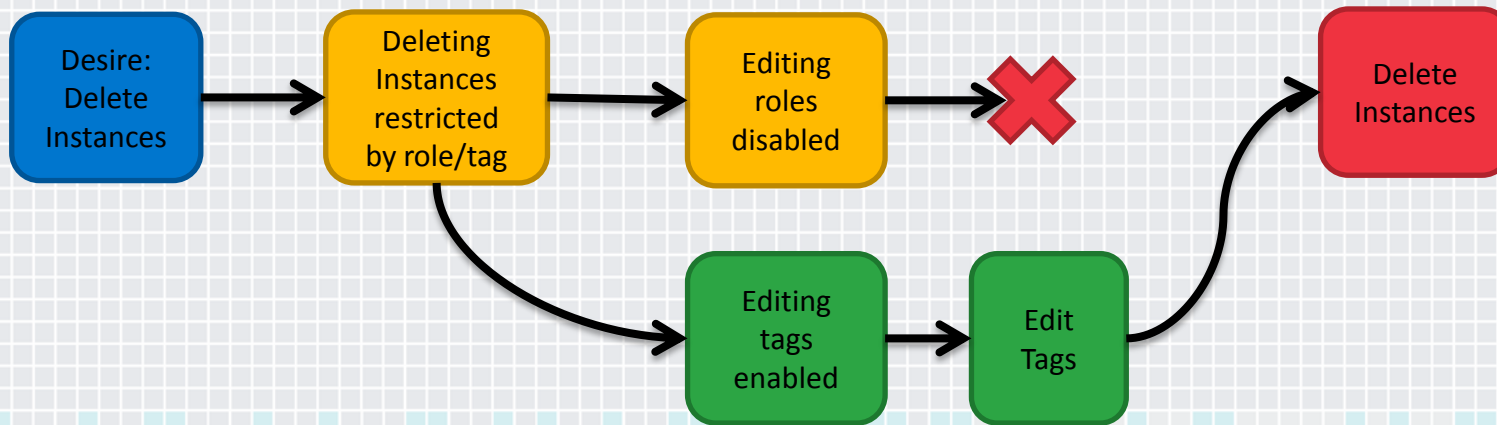 Desire:
Delete
Instances
Deleting
Instances
restricted
by role/tag
Editing
roles
disabled
Delete
Instances
Editing
tags
enabled
Edit
Tags